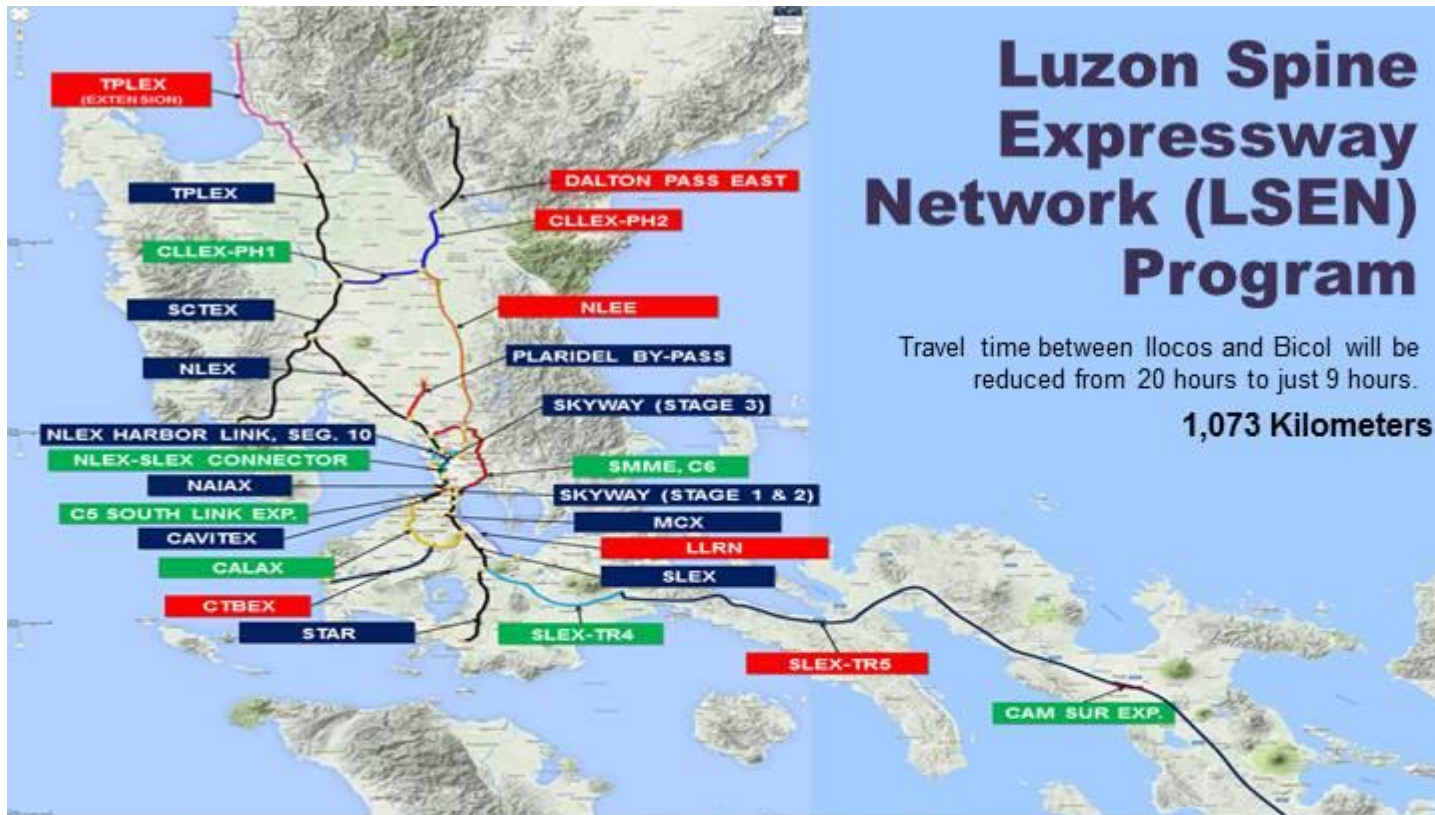 Luzon Spine
Expressway
Network (LSEN)
Program
Travel time between Ilocos and Bicol will be
reduced from 20 hours to just 9 hours.
1,073 Kilometers
TPLEX
(EXTENSION)
TPLEX
DALTON PASS EAST
CLLEX-PH2
CLLEX-PH1
SCTEX
NLEE
NLEX
PLARIDEL BY-PASS
SKYWAY (STAGE 3)
NLEX HARBOR LINK, SEG. 10
NLEX-SLEX CONNECTOR
SMME, C6
NAIAX
SKYWAY (STAGE 1 & 2)
C5 SOUTH LINK EXP.
MCX
CAVITEX
LLRN
CALAX
SLEX
CTBEX
STAR
SLEX-TR4
SLEX-TR5
CAM SUR EXP.